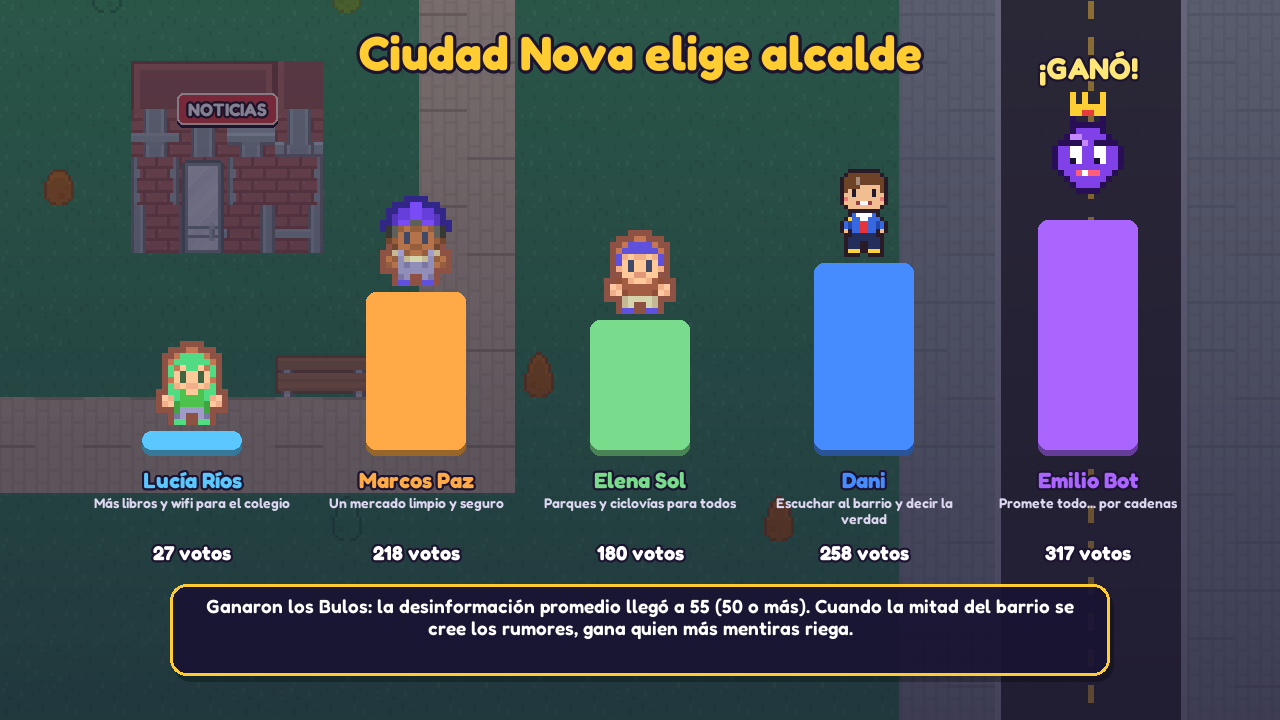 Ciudad Nova elige alcalde
¡GANÓ!
NOTICIAS
Lucía Ríos
Más libros y wifi para el colegio
27 votos
Marcos Paz
Un mercado limpio y seguro
218 votos
Elena Sol
Parques y ciclovías para todos
180 votos
Dani
Escuchar al barrio y decir la
verdad
258 votos
Emilio Bot
Promete todo... por cadenas
317 votos
Ganaron los Bulos: la desinformación promedio llegó a 55 (50 o más). Cuando la mitad del barrio se
cree los rumores, gana quien más mentiras riega.